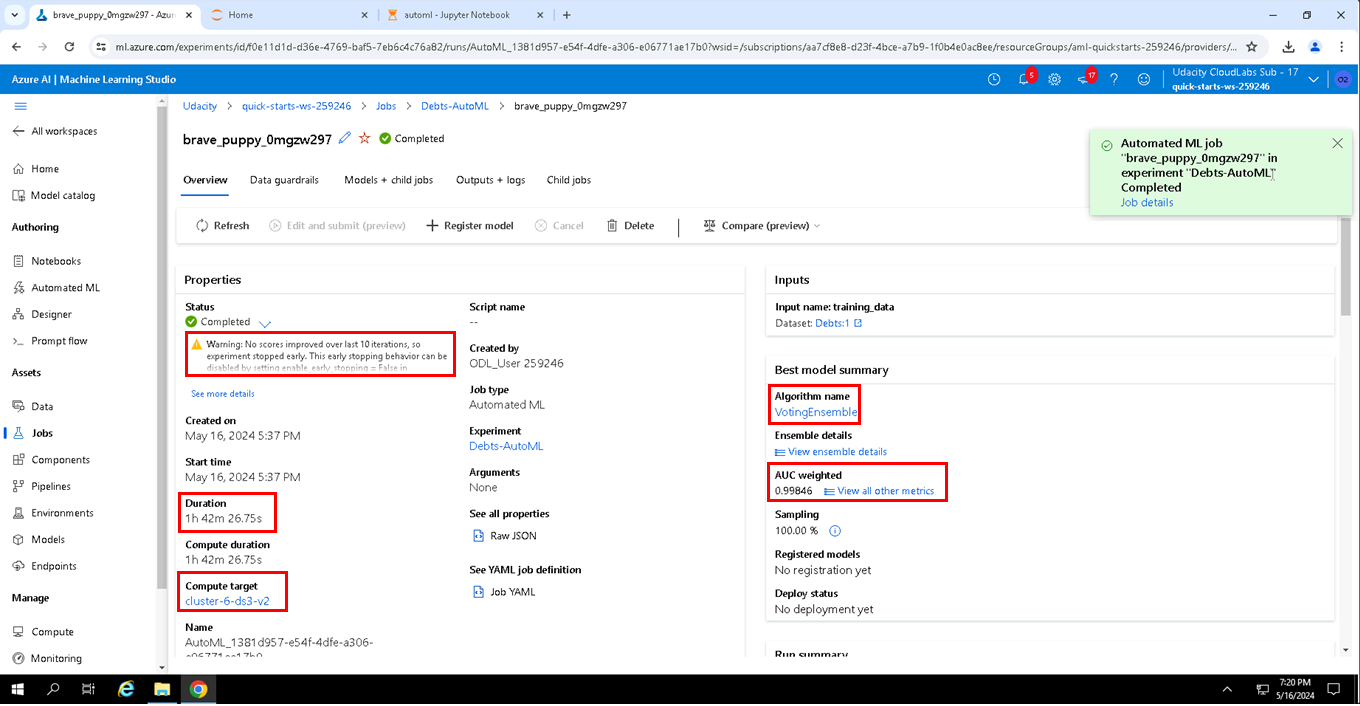 brave_puppy_0mgzw297 - Azur
Home
automl - Jupyter Notebook
ml.azure.com/experiments/id/f0e11d1d-d36e-4769-baf5-7eb6c4c76a82/runs/AutoML_1381d957-e54f-4dfe-a306-e06771ae17b0?wsid=/subscriptions/aa7cf8e8-d23f-4bce-a7b9-1f0b4e0ac8ee/resourceGroups/aml-quickstarts-259246/providers/...
Azure AI | Machine Learning Studio
5
17
Udacity CloudLabs Sub - 17
quick-starts-ws-259246
O2
All workspaces
Home
Model catalog
Authoring
Notebooks
Automated ML
Designer
Prompt flow
Assets
Data
Jobs
Components
Pipelines
Environments
Models
Endpoints
Manage
Compute
Monitoring
Udacity > quick-starts-ws-259246 > Jobs > Debts-AutoML > brave_puppy_0mgzw297
brave_puppy_0mgzw297 Completed
Overview Data guardrails Models + child jobs Outputs + logs Child jobs
Refresh Edit and submit (preview) Register model Cancel Delete Compare (preview)
Automated ML job
"brave_puppy_0mgzw297" in
experiment "Debts-AutoML"
Completed
Job details
Properties
Status
Completed
Warning: No scores improved over last 10 iterations, so
experiment stopped early. This early stopping behavior can be
disabled by setting enable_early_stopping = False in
See more details
Created on
May 16, 2024 5:37 PM
Start time
May 16, 2024 5:37 PM
Duration
1h 42m 26.75s
Compute duration
1h 42m 26.75s
Compute target
cluster-6-ds3-v2
Name
AutoML_1381d957-e54f-4dfe-a306-
e06771ae17b0
Script name
--
Created by
ODL_User 259246
Job type
Automated ML
Experiment
Debts-AutoML
Arguments
None
See all properties
Raw JSON
See YAML job definition
Job YAML
Inputs
Input name: training_data
Dataset: Debts:1
Best model summary
Algorithm name
VotingEnsemble
Ensemble details
View ensemble details
AUC weighted
0.99846 View all other metrics
Sampling
100.00 %
Registered models
No registration yet
Deploy status
No deployment yet
Run summary
7:20 PM
5/16/2024